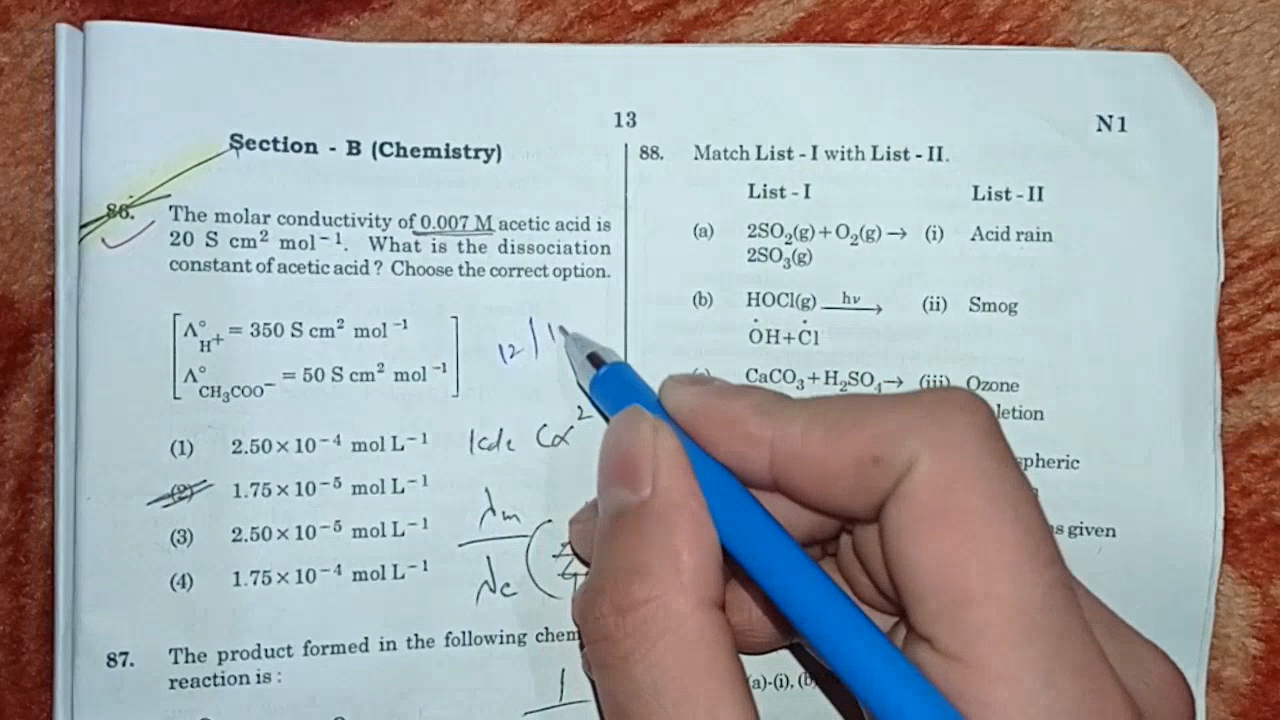 13
N1
Section - B (Chemistry)
86. The molar conductivity of 0.007 M acetic acid is
20 S cm² mol⁻¹. What is the dissociation
constant of acetic acid ? Choose the correct option.
Λ°H⁺ = 350 S cm² mol⁻¹
Λ°CH₃COO⁻ = 50 S cm² mol⁻¹
12
(1) 2.50×10⁻⁴ mol L⁻¹
(2) 1.75×10⁻⁵ mol L⁻¹
(3) 2.50×10⁻⁵ mol L⁻¹
(4) 1.75×10⁻⁴ mol L⁻¹
Cα²
λm
87. The product formed in the following chem
reaction is :
1
88. Match List - I with List - II.
List - I List - II
(a) 2SO₂(g)+O₂(g)→ (i) Acid rain
2SO₃(g)
(b) HOCl(g) hν→ (ii) Smog
ȮH+Ċl
CaCO₃+H₂SO₄→ (iii) Ozone
letion
spheric
s given
(a)-(i), (b)